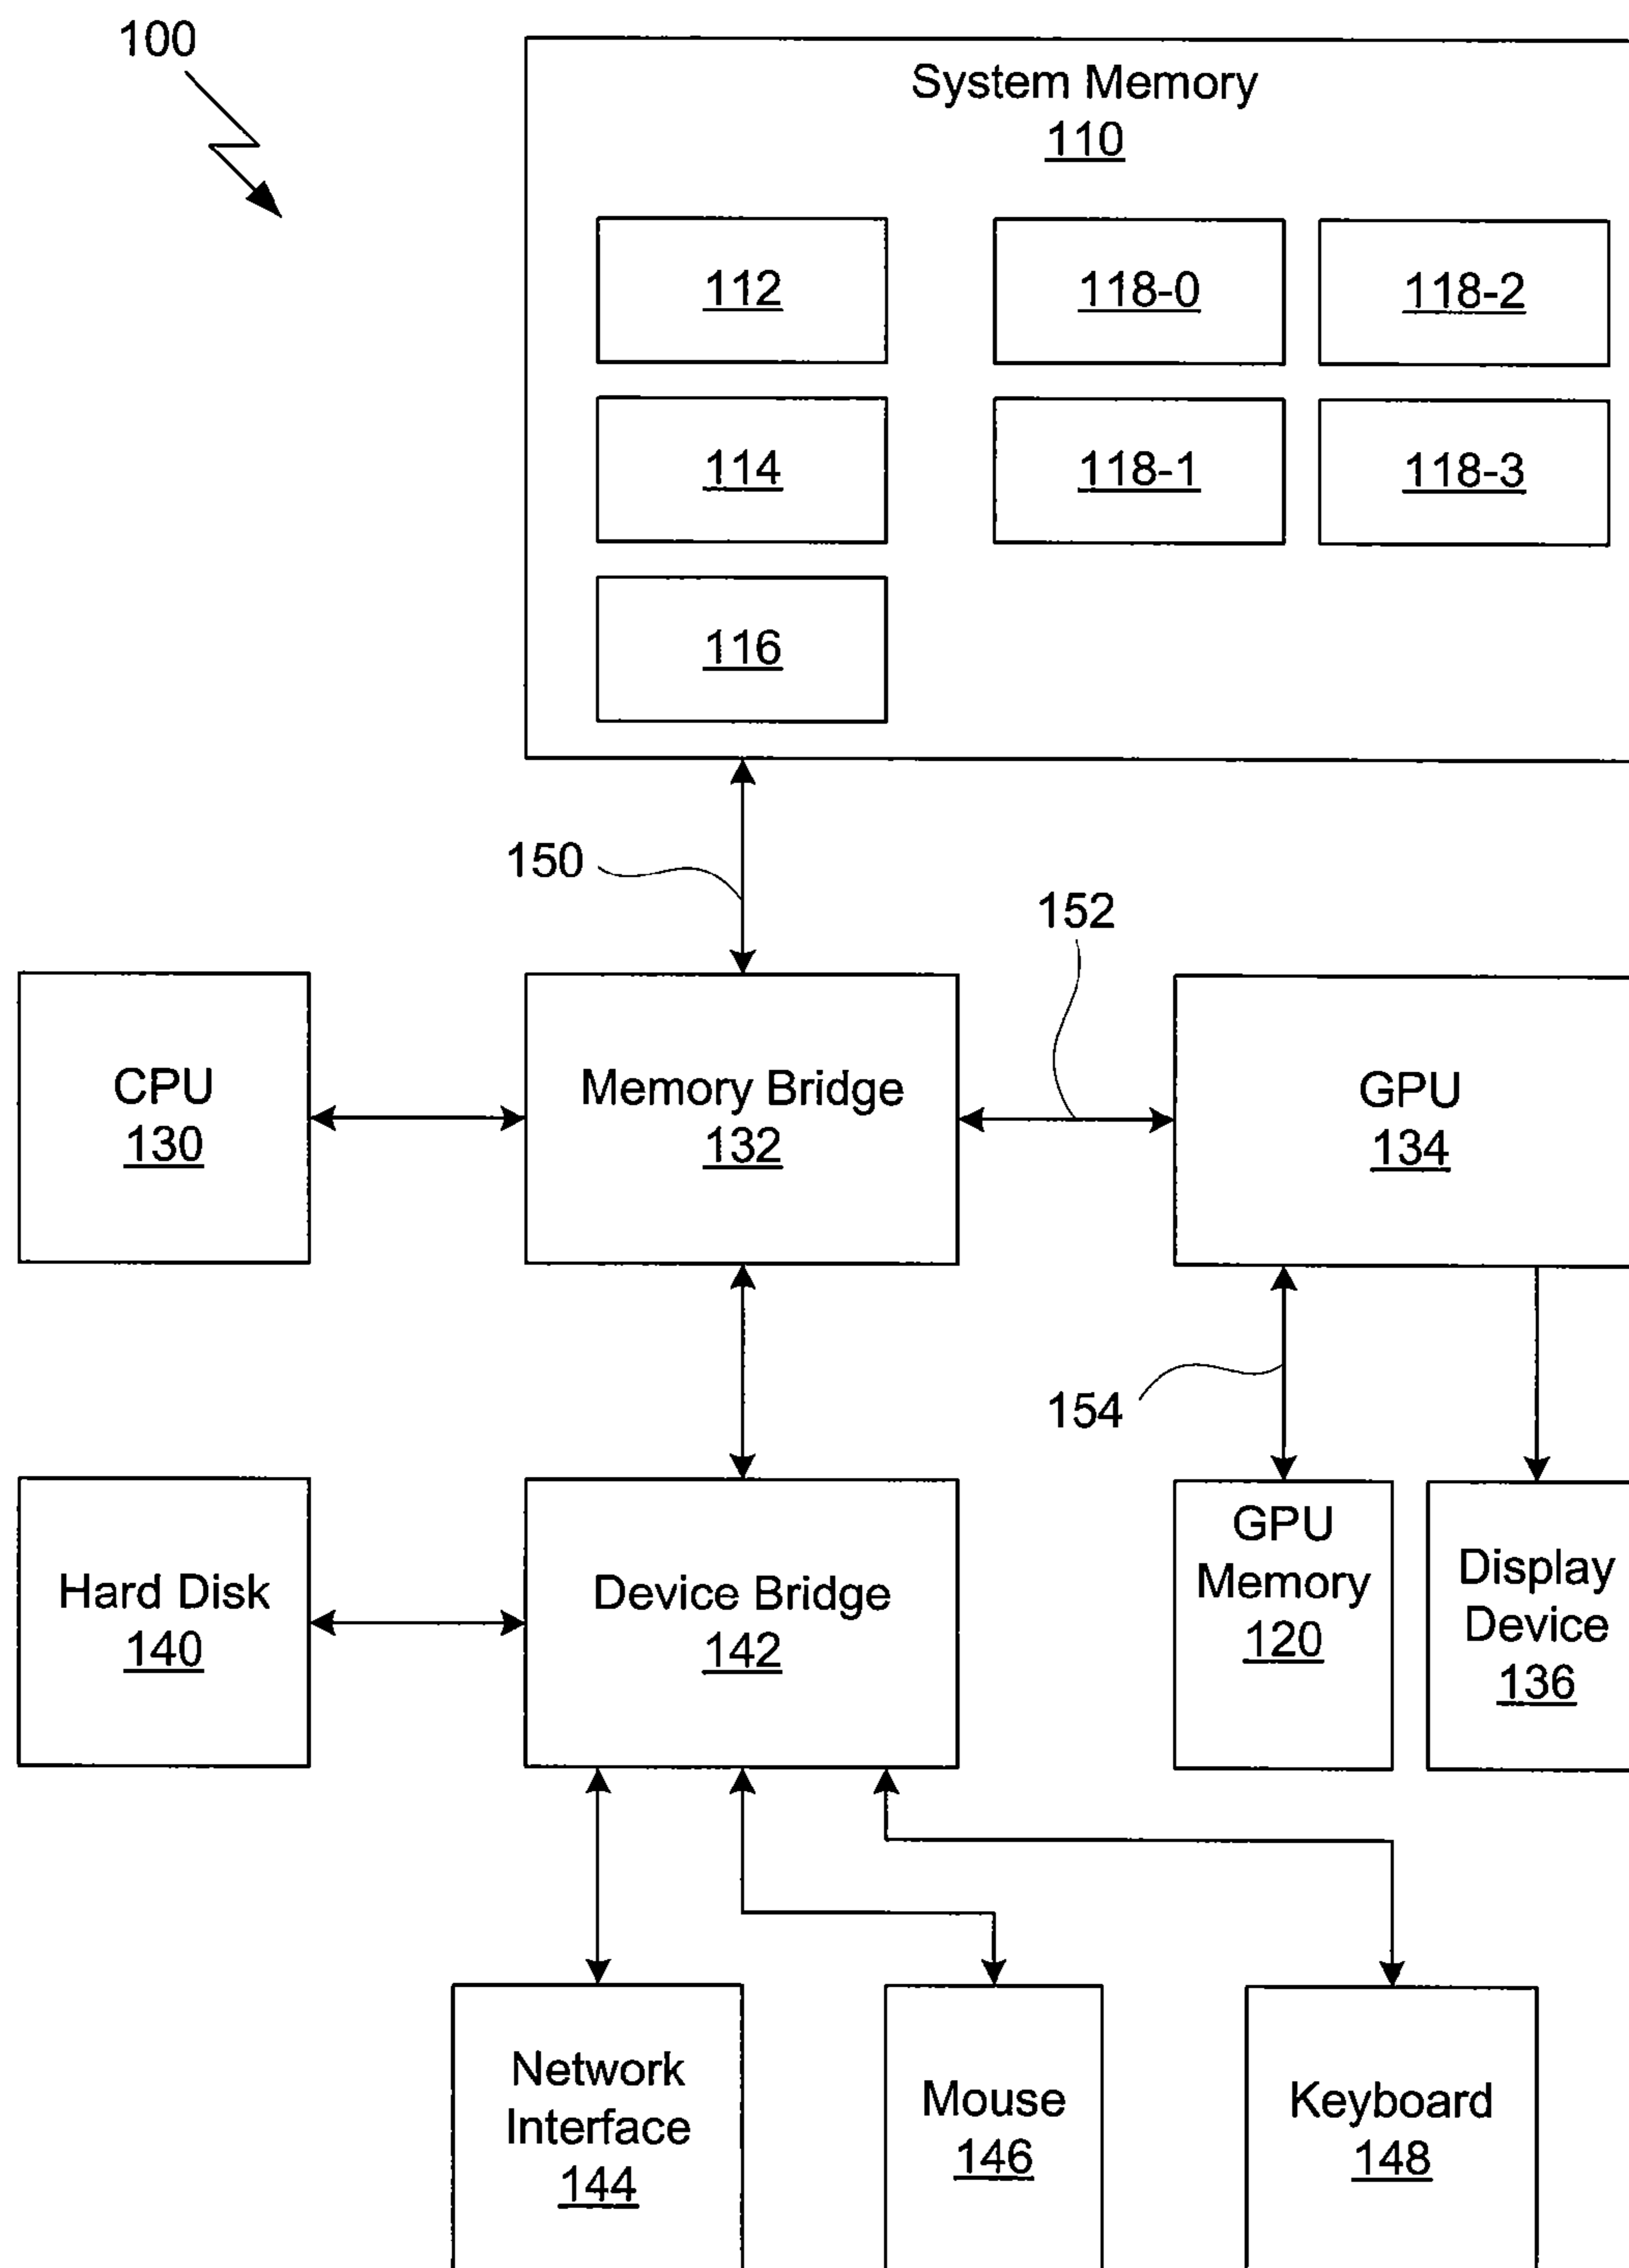 100
System Memory
110
112
118-0
118-2
114
118-1
118-3
116
150
152
CPU
130
Memory Bridge
132
GPU
134
154
Hard Disk
140
Device Bridge
142
GPU
Memory
120
Display
Device
136
Network
Interface
144
Mouse
146
Keyboard
148